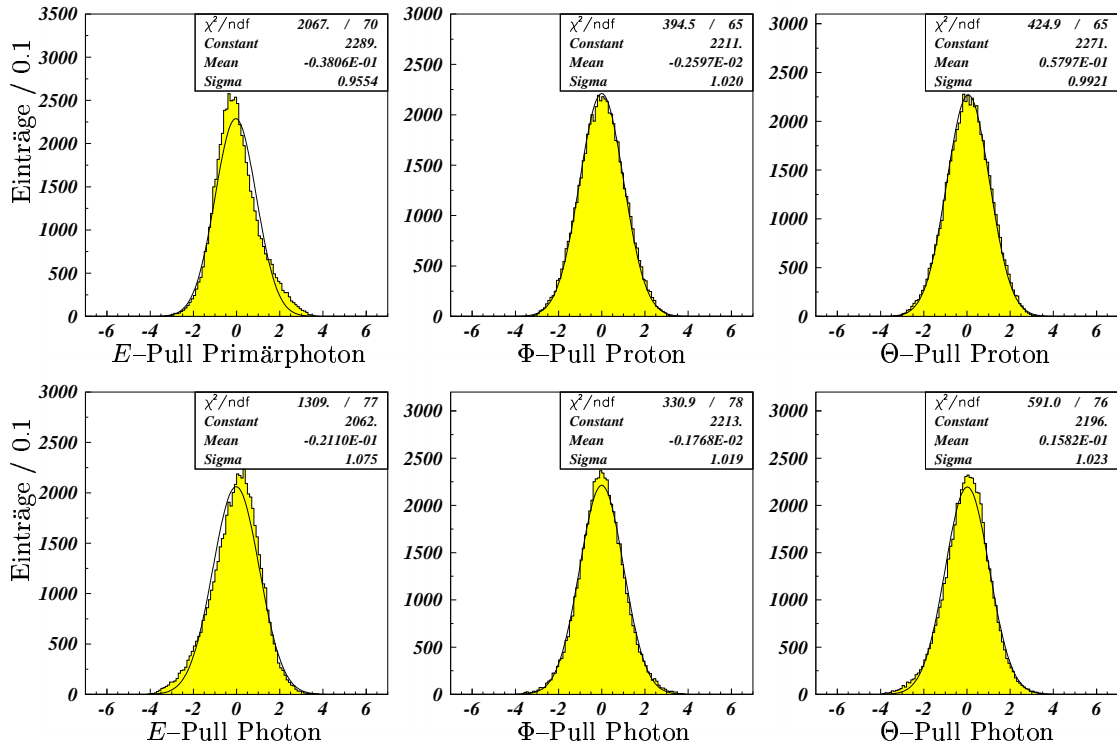 Einträge / 0.1
3500
3000
2500
2000
1500
1000
500
0
-6 -4 -2 0 2 4 6
χ²/ndf 2067. / 70
Constant 2289.
Mean -0.3806E-01
Sigma 0.9554
E–Pull Primärphoton
3000
2500
2000
1500
1000
500
0
-6 -4 -2 0 2 4 6
χ²/ndf 394.5 / 65
Constant 2211.
Mean -0.2597E-02
Sigma 1.020
Φ–Pull Proton
3000
2500
2000
1500
1000
500
0
-6 -4 -2 0 2 4 6
χ²/ndf 424.9 / 65
Constant 2271.
Mean 0.5797E-01
Sigma 0.9921
Θ–Pull Proton
Einträge / 0.1
3000
2500
2000
1500
1000
500
0
-6 -4 -2 0 2 4 6
χ²/ndf 1309. / 77
Constant 2062.
Mean -0.2110E-01
Sigma 1.075
E–Pull Photon
3000
2500
2000
1500
1000
500
0
-6 -4 -2 0 2 4 6
χ²/ndf 330.9 / 78
Constant 2213.
Mean -0.1768E-02
Sigma 1.019
Φ–Pull Photon
3000
2500
2000
1500
1000
500
0
-6 -4 -2 0 2 4 6
χ²/ndf 591.0 / 76
Constant 2196.
Mean 0.1582E-01
Sigma 1.023
Θ–Pull Photon